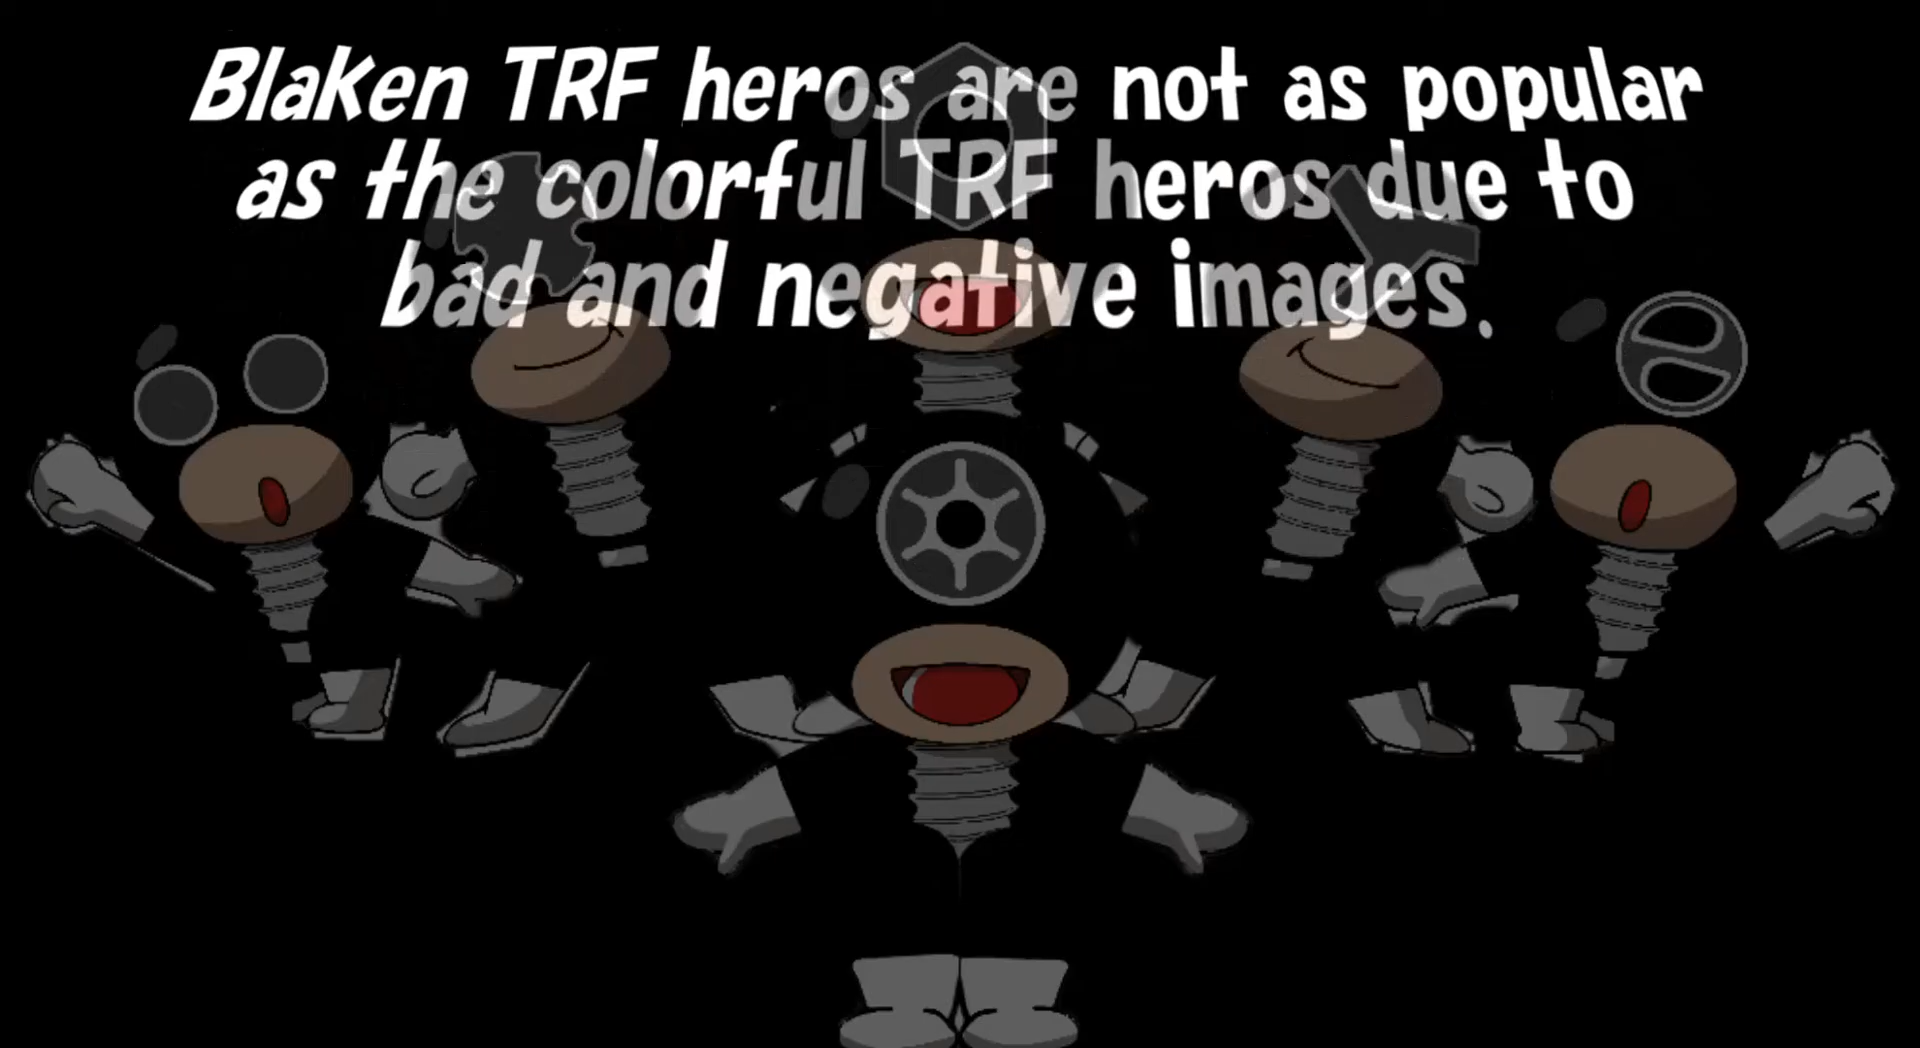 Blaken TRF heros are not as popular
as the colorful TRF heros due to
bad and negative images.